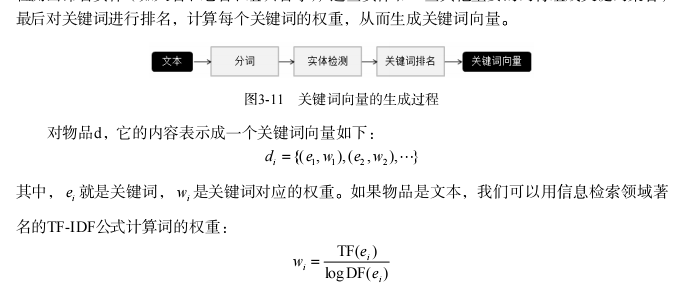 最后对关键词进行排名，计算每个关键词的权重，从而生成关键词向量。
文本 分词 实体检测 关键词排名 关键词向量
图3-11 关键词向量的生成过程
对物品d，它的内容表示成一个关键词向量如下：
d_i = {(e_1, w_1), (e_2, w_2), ⋯}
其中，e_i 就是关键词，w_i 是关键词对应的权重。如果物品是文本，我们可以用信息检索领域著
名的TF-IDF公式计算词的权重：
w_i = TF(e_i) / log DF(e_i)